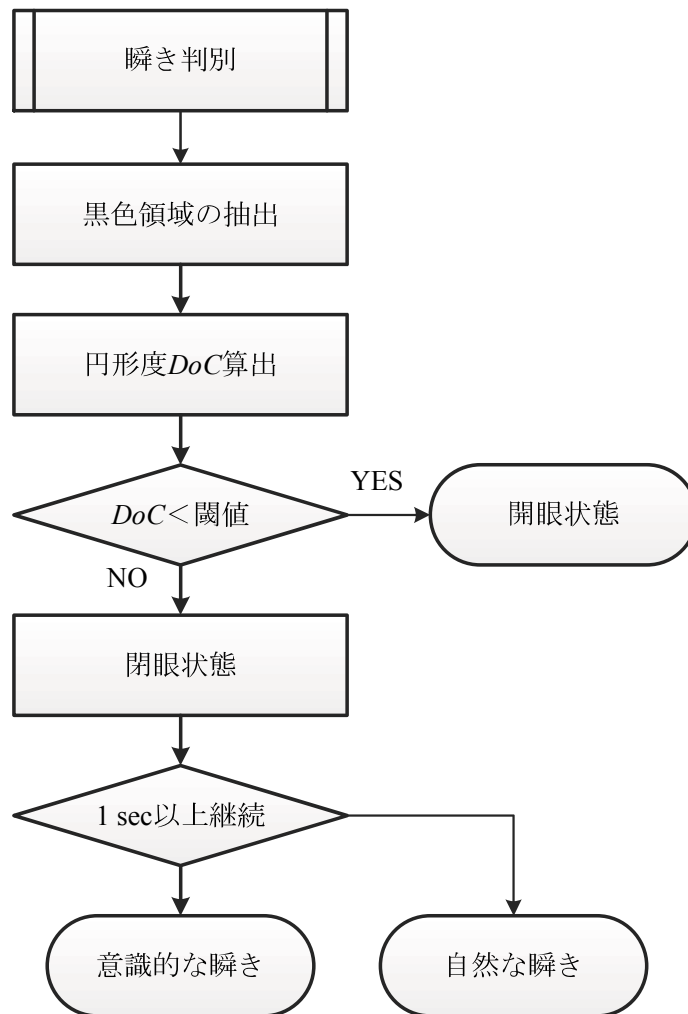 瞬き判別
黒色領域の抽出
円形度DoC算出
DoC＜閾値
YES
開眼状態
NO
閉眼状態
1 sec以上継続
意識的な瞬き
自然な瞬き